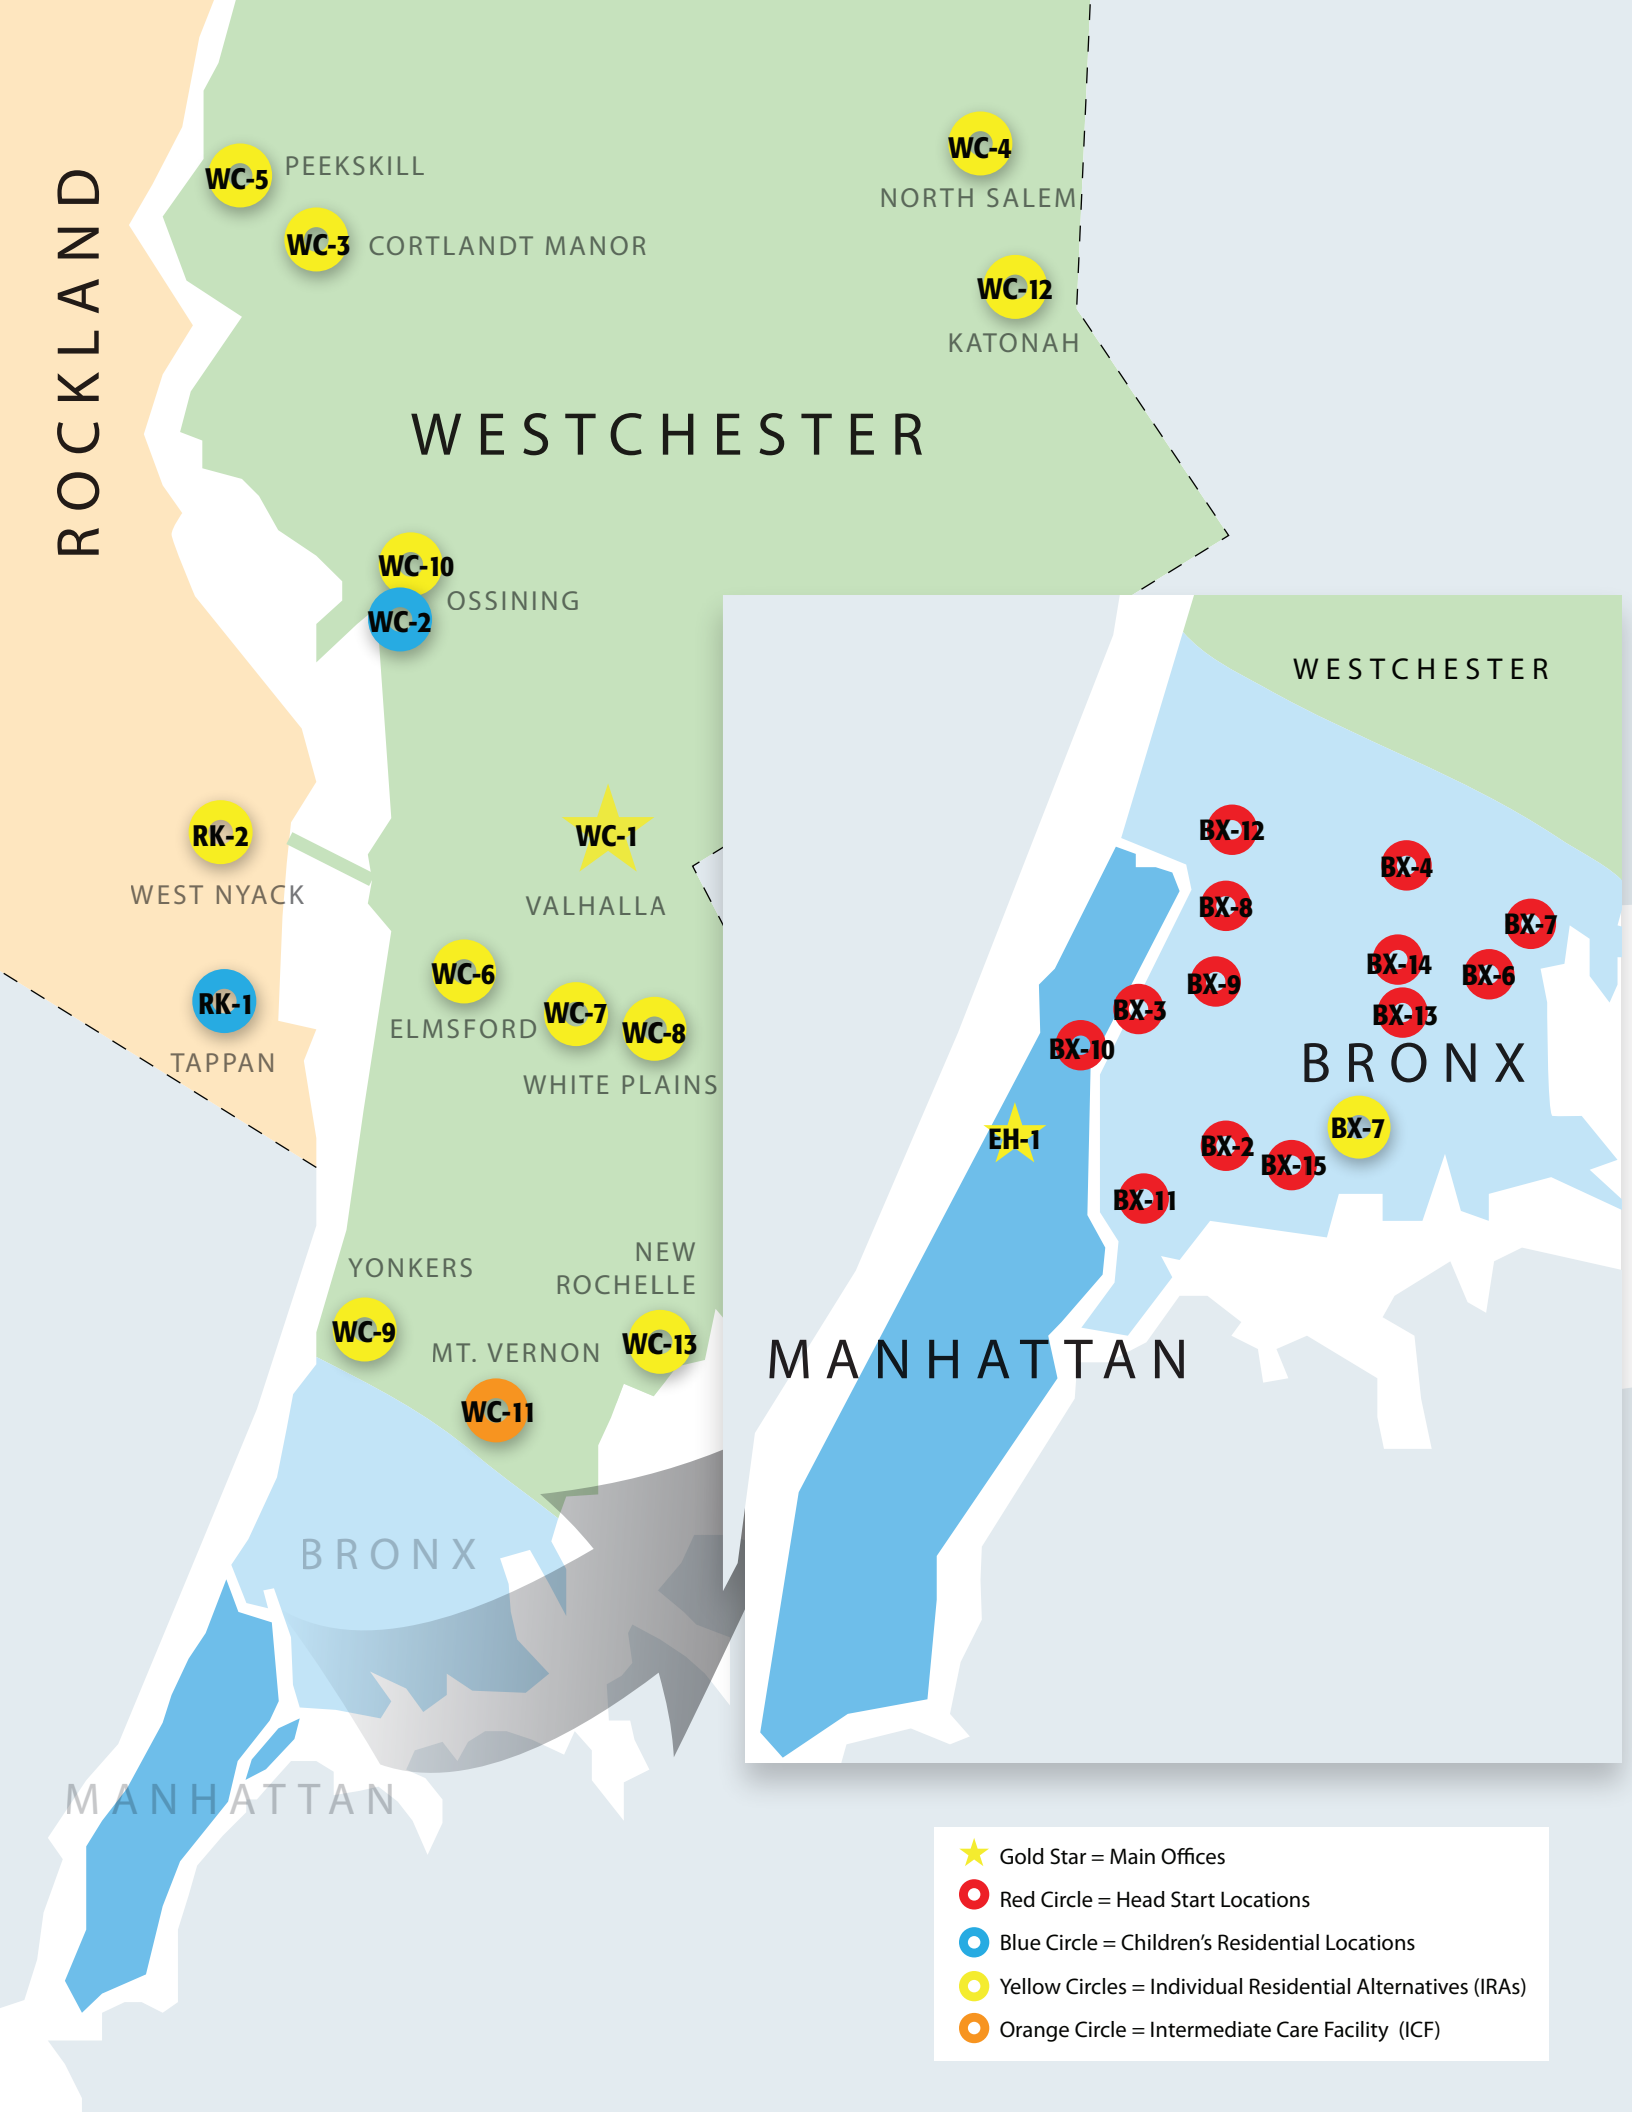 ROCKLAND
WC-5
PEEKSKILL
WC-3
CORTLANDT MANOR
WC-4
NORTH SALEM
WC-12
KATONAH
WESTCHESTER
WC-10
OSSINING
WC-2
RK-2
WEST NYACK
RK-1
TAPPAN
WC-1
VALHALLA
WC-6
ELMSFORD
WC-7
WC-8
WHITE PLAINS
YONKERS
WC-9
NEW
ROCHELLE
WC-13
MT. VERNON
WC-11
BRONX
MANHATTAN
WESTCHESTER
BX-12
BX-4
BX-8
BX-7
BX-14
BX-6
BX-9
BX-3
BX-13
BX-10
BRONX
BX-7
EH-1
BX-2
BX-15
BX-11
MANHATTAN
Gold Star = Main Offices
Red Circle = Head Start Locations
Blue Circle = Children’s Residential Locations
Yellow Circles = Individual Residential Alternatives (IRAs)
Orange Circle = Intermediate Care Facility (ICF)